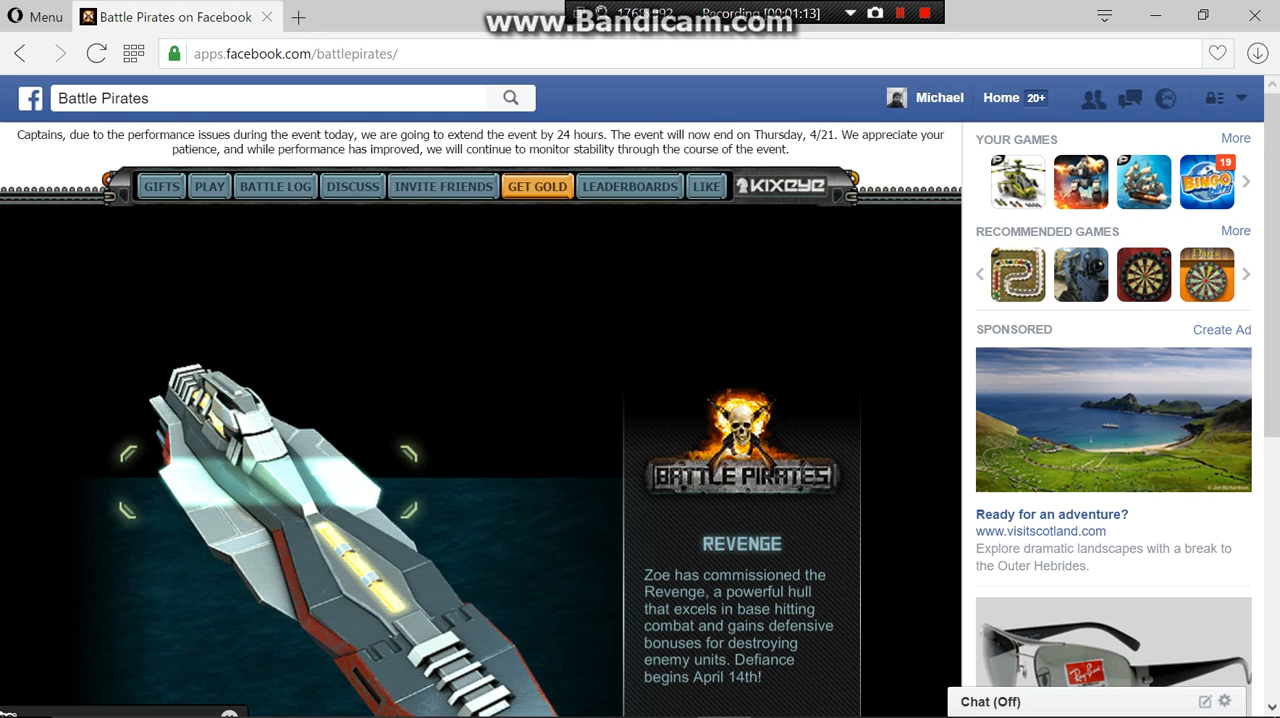 Menu
Battle Pirates on Facebook
www.Bandicam.com
Recording [00:01:13]
apps.facebook.com/battlepirates/
Battle Pirates
Michael
Home 20+
Captains, due to the performance issues during the event today, we are going to extend the event by 24 hours. The event will now end on Thursday, 4/21. We appreciate your
patience, and while performance has improved, we will continue to monitor stability through the course of the event.
GIFTS PLAY BATTLE LOG DISCUSS INVITE FRIENDS GET GOLD LEADERBOARDS LIKE KIXEYE
BATTLE PIRATES
REVENGE
Zoe has commissioned the
Revenge, a powerful hull
that excels in base hitting
combat and gains defensive
bonuses for destroying
enemy units. Defiance
begins April 14th!
YOUR GAMES More
19
BINGO
RECOMMENDED GAMES More
SPONSORED Create Ad
Ready for an adventure?
www.visitscotland.com
Explore dramatic landscapes with a break to
the Outer Hebrides.
Ray-Ban
Chat (Off)